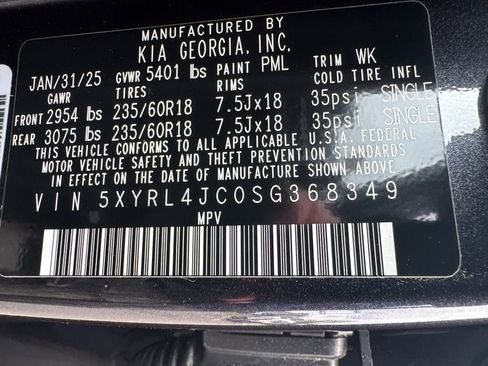 MANUFACTURED BY
KIA GEORGIA, INC.
JAN/31/25 GVWR 5401 lbs PAINT PML TRIM WK
GAWR TIRES RIMS COLD TIRE INFL
FRONT 2954 lbs 235/60R18 7.5Jx18 35psi SINGLE
REAR 3075 lbs 235/60R18 7.5Jx18 35psi SINGLE
THIS VEHICLE CONFORMS TO ALL APPLICABLE U.S.A. FEDERAL
MOTOR VEHICLE SAFETY, BUMPER, AND THEFT PREVENTION STANDARDS
IN EFFECT ON THE DATE OF MANUFACTURE SHOWN ABOVE.
VIN 5XYRL4JC0SG368349
MPV